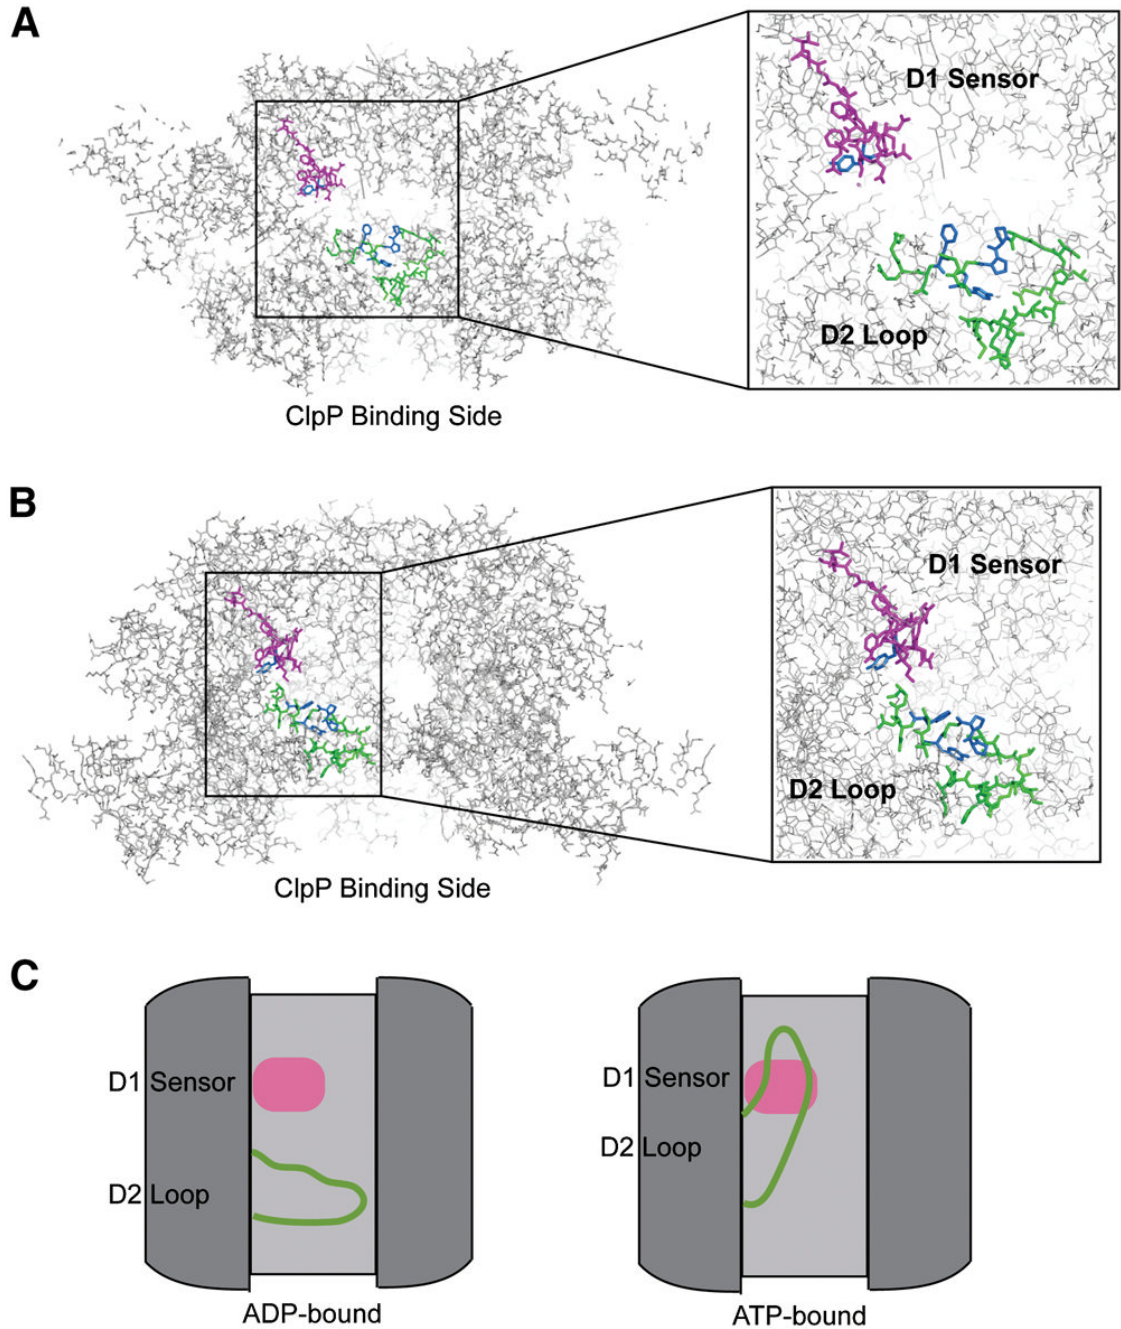 A
D1 Sensor
D2 Loop
ClpP Binding Side
B
D1 Sensor
D2 Loop
ClpP Binding Side
C
D1 Sensor
D2 Loop
ADP-bound
D1 Sensor
D2 Loop
ATP-bound